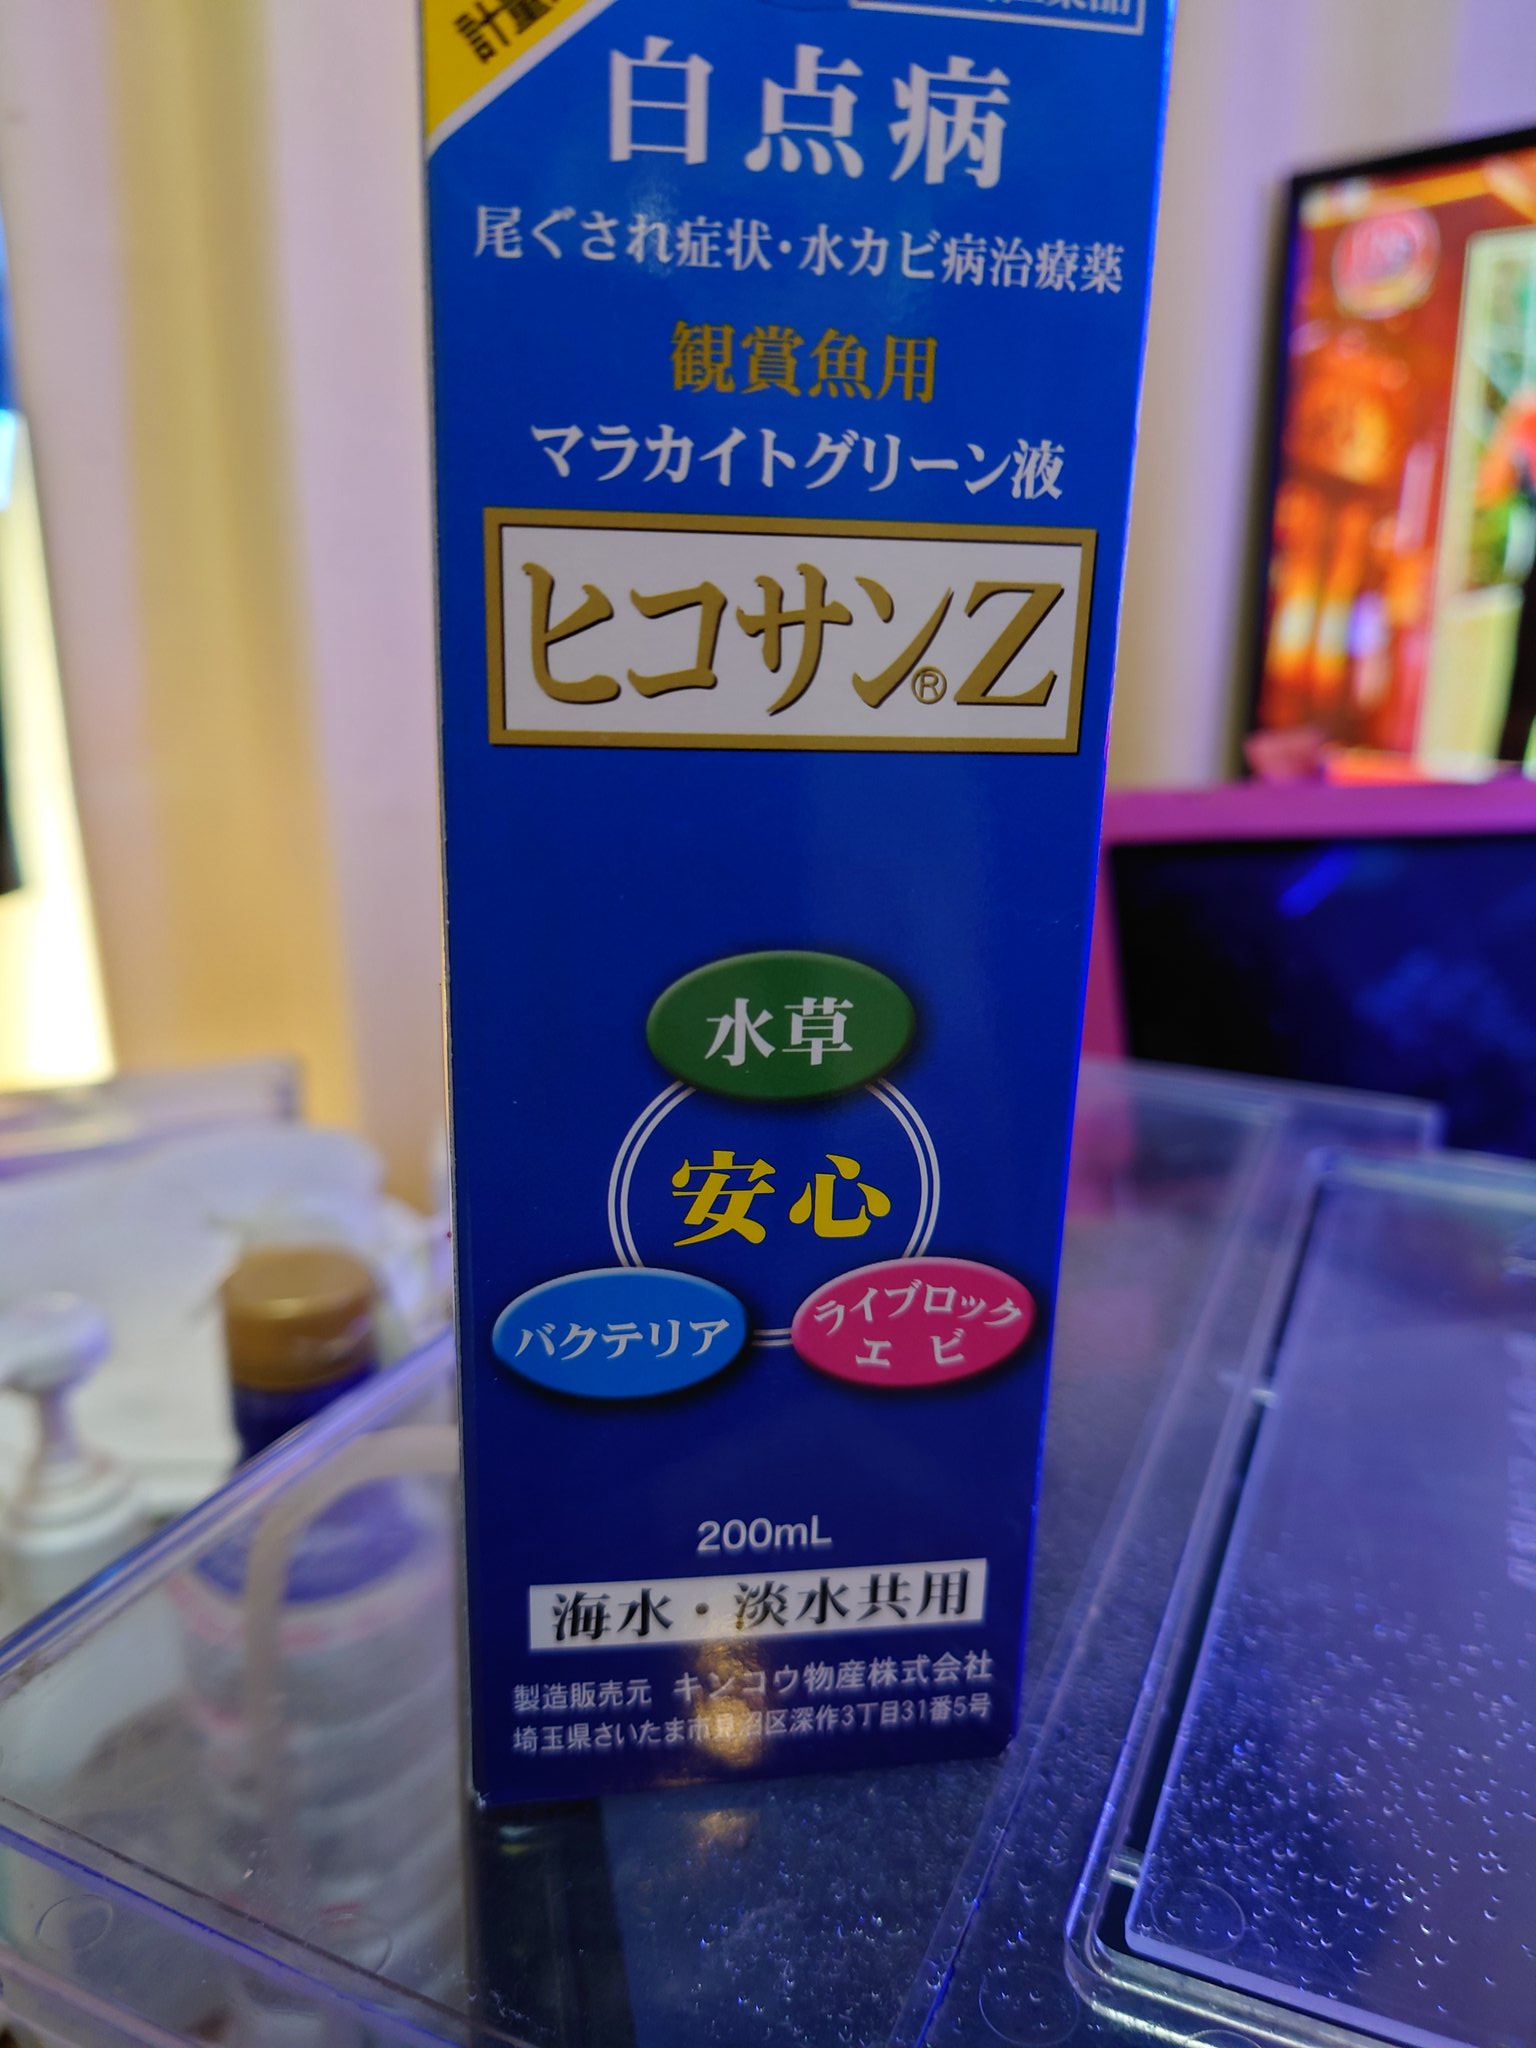 計量
白点病
尾ぐされ症状・水カビ病治療薬
観賞魚用
マラカイトグリーン液
ヒコサン®Z
水草
安心
バクテリア
ライブロック
エビ
200mL
海水・淡水共用
製造販売元 キンコウ物産株式会社
埼玉県さいたま市見沼区深作3丁目31番5号